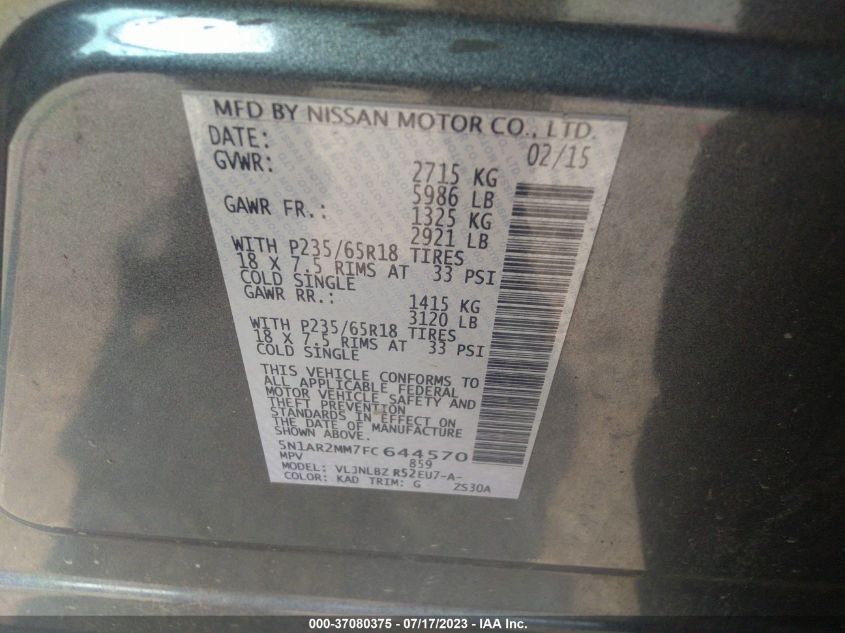 MFD BY NISSAN MOTOR CO., LTD.
DATE: 02/15
GVWR: 2715 KG
5986 LB
GAWR FR.: 1325 KG
2921 LB
WITH P235/65R18 TIRES
18 X 7.5 RIMS AT 33 PSI
COLD SINGLE
GAWR RR.: 1415 KG
3120 LB
WITH P235/65R18 TIRES
18 X 7.5 RIMS AT 33 PSI
COLD SINGLE
THIS VEHICLE CONFORMS TO
ALL APPLICABLE FEDERAL
MOTOR VEHICLE SAFETY AND
THEFT PREVENTION
STANDARDS IN EFFECT ON
THE DATE OF MANUFACTURE
SHOWN ABOVE.
5N1AR2MM7FC644570
MPV 859
MODEL: VLJNLBZ R52EU7-A-
COLOR: KAD TRIM: G ZS30A
000-37080375 - 07/17/2023 - IAA Inc.